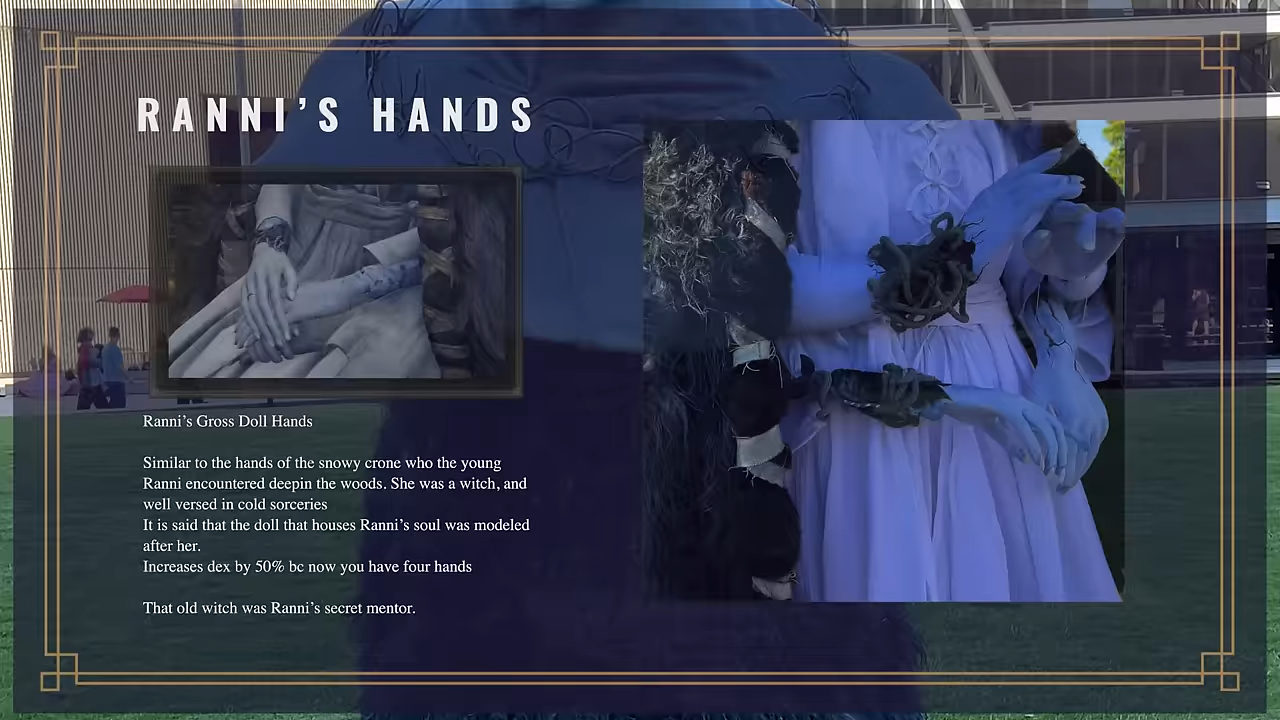 RANNI’S HANDS
Ranni’s Gross Doll Hands
Similar to the hands of the snowy crone who the young
Ranni encountered deepin the woods. She was a witch, and
well versed in cold sorceries
It is said that the doll that houses Ranni’s soul was modeled
after her.
Increases dex by 50% bc now you have four hands
That old witch was Ranni’s secret mentor.